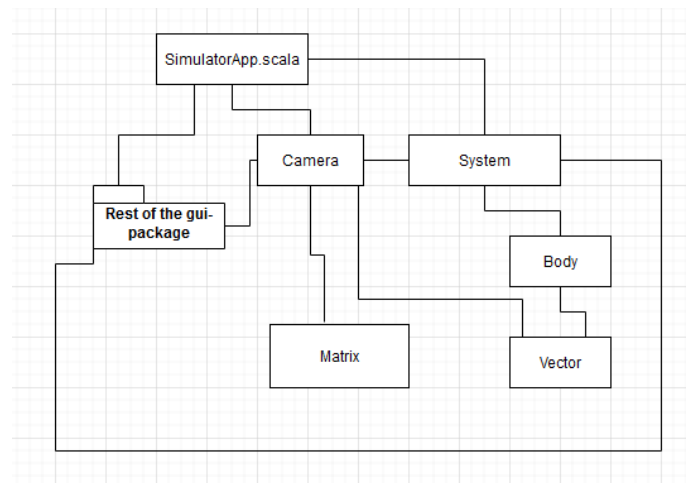 SimulatorApp.scala
Camera
System
Rest of the gui-
package
Body
Matrix
Vector